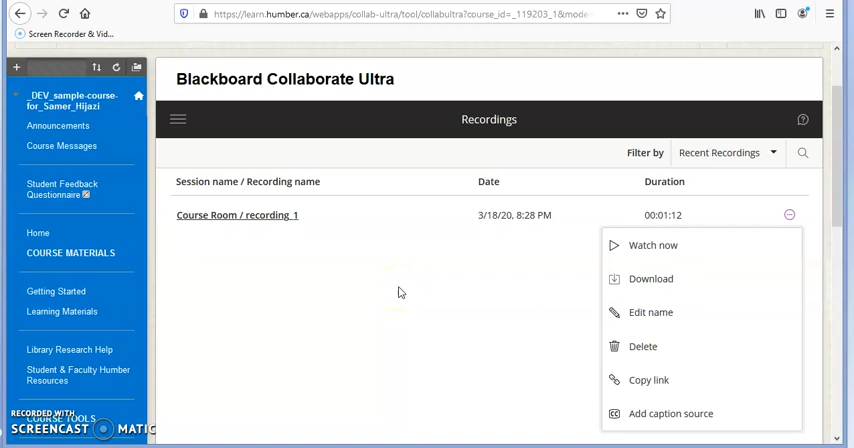 https://learn.humber.ca/webapps/collab-ultra/tool/collabultra?course_id=_119203_1&mode=
Screen Recorder & Vid...
_DEV_sample-course-
for_Samer_Hijazi
Announcements
Course Messages
Student Feedback
Questionnaire
Home
COURSE MATERIALS
Getting Started
Learning Materials
Library Research Help
Student & Faculty Humber
Resources
COURSE TOOLS
RECORDED WITH
SCREENCAST MATIC
Blackboard Collaborate Ultra
Recordings
Filter by Recent Recordings
Session name / Recording name Date Duration
Course Room / recording_1 3/18/20, 8:28 PM 00:01:12
Watch now
Download
Edit name
Delete
Copy link
Add caption source